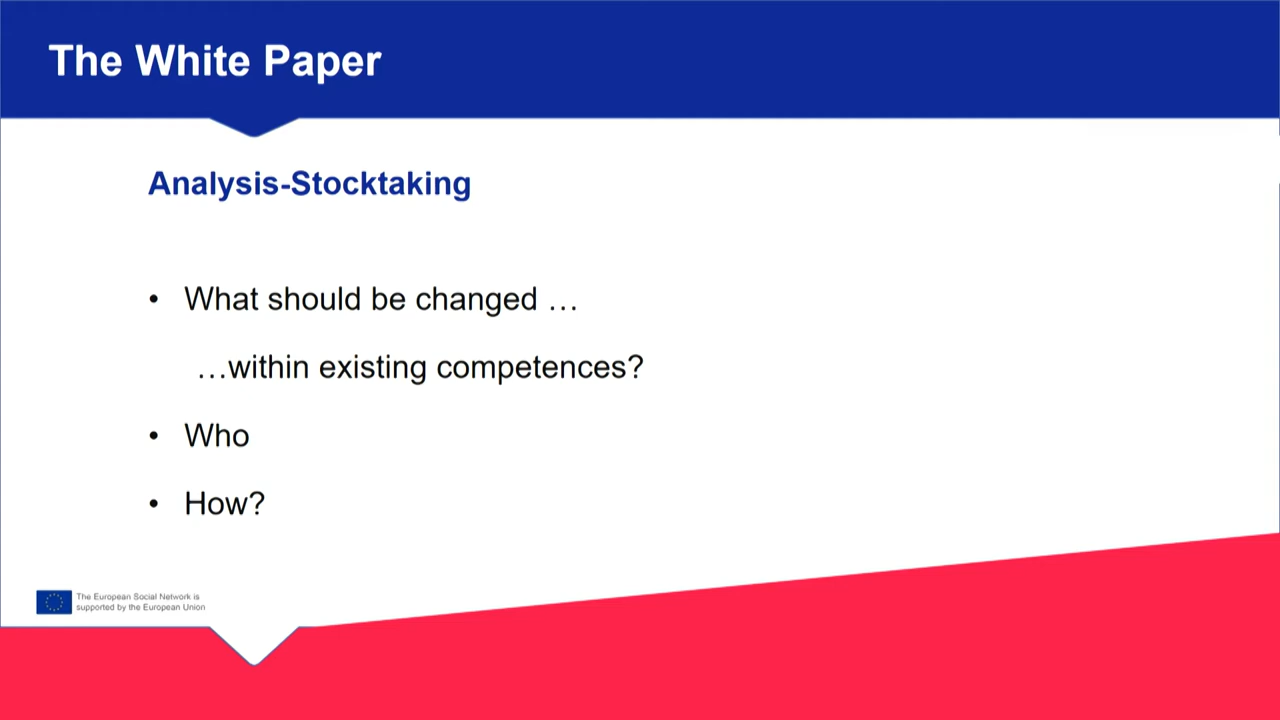 The White Paper
Analysis-Stocktaking
• What should be changed …
…within existing competences?
• Who
• How?
The European Social Network is
supported by the European Union